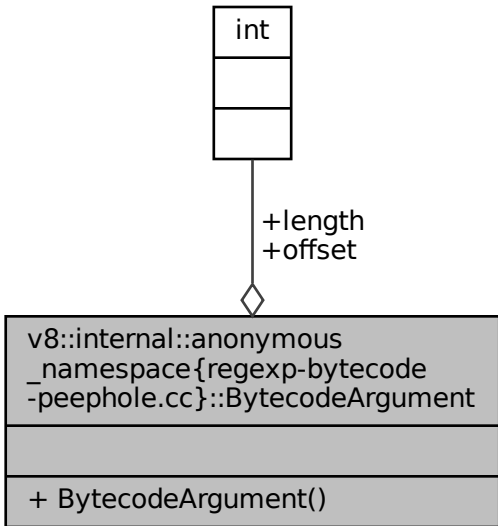 int
+length
+offset
v8::internal::anonymous
_namespace{regexp-bytecode
-peephole.cc}::BytecodeArgument
+ BytecodeArgument()